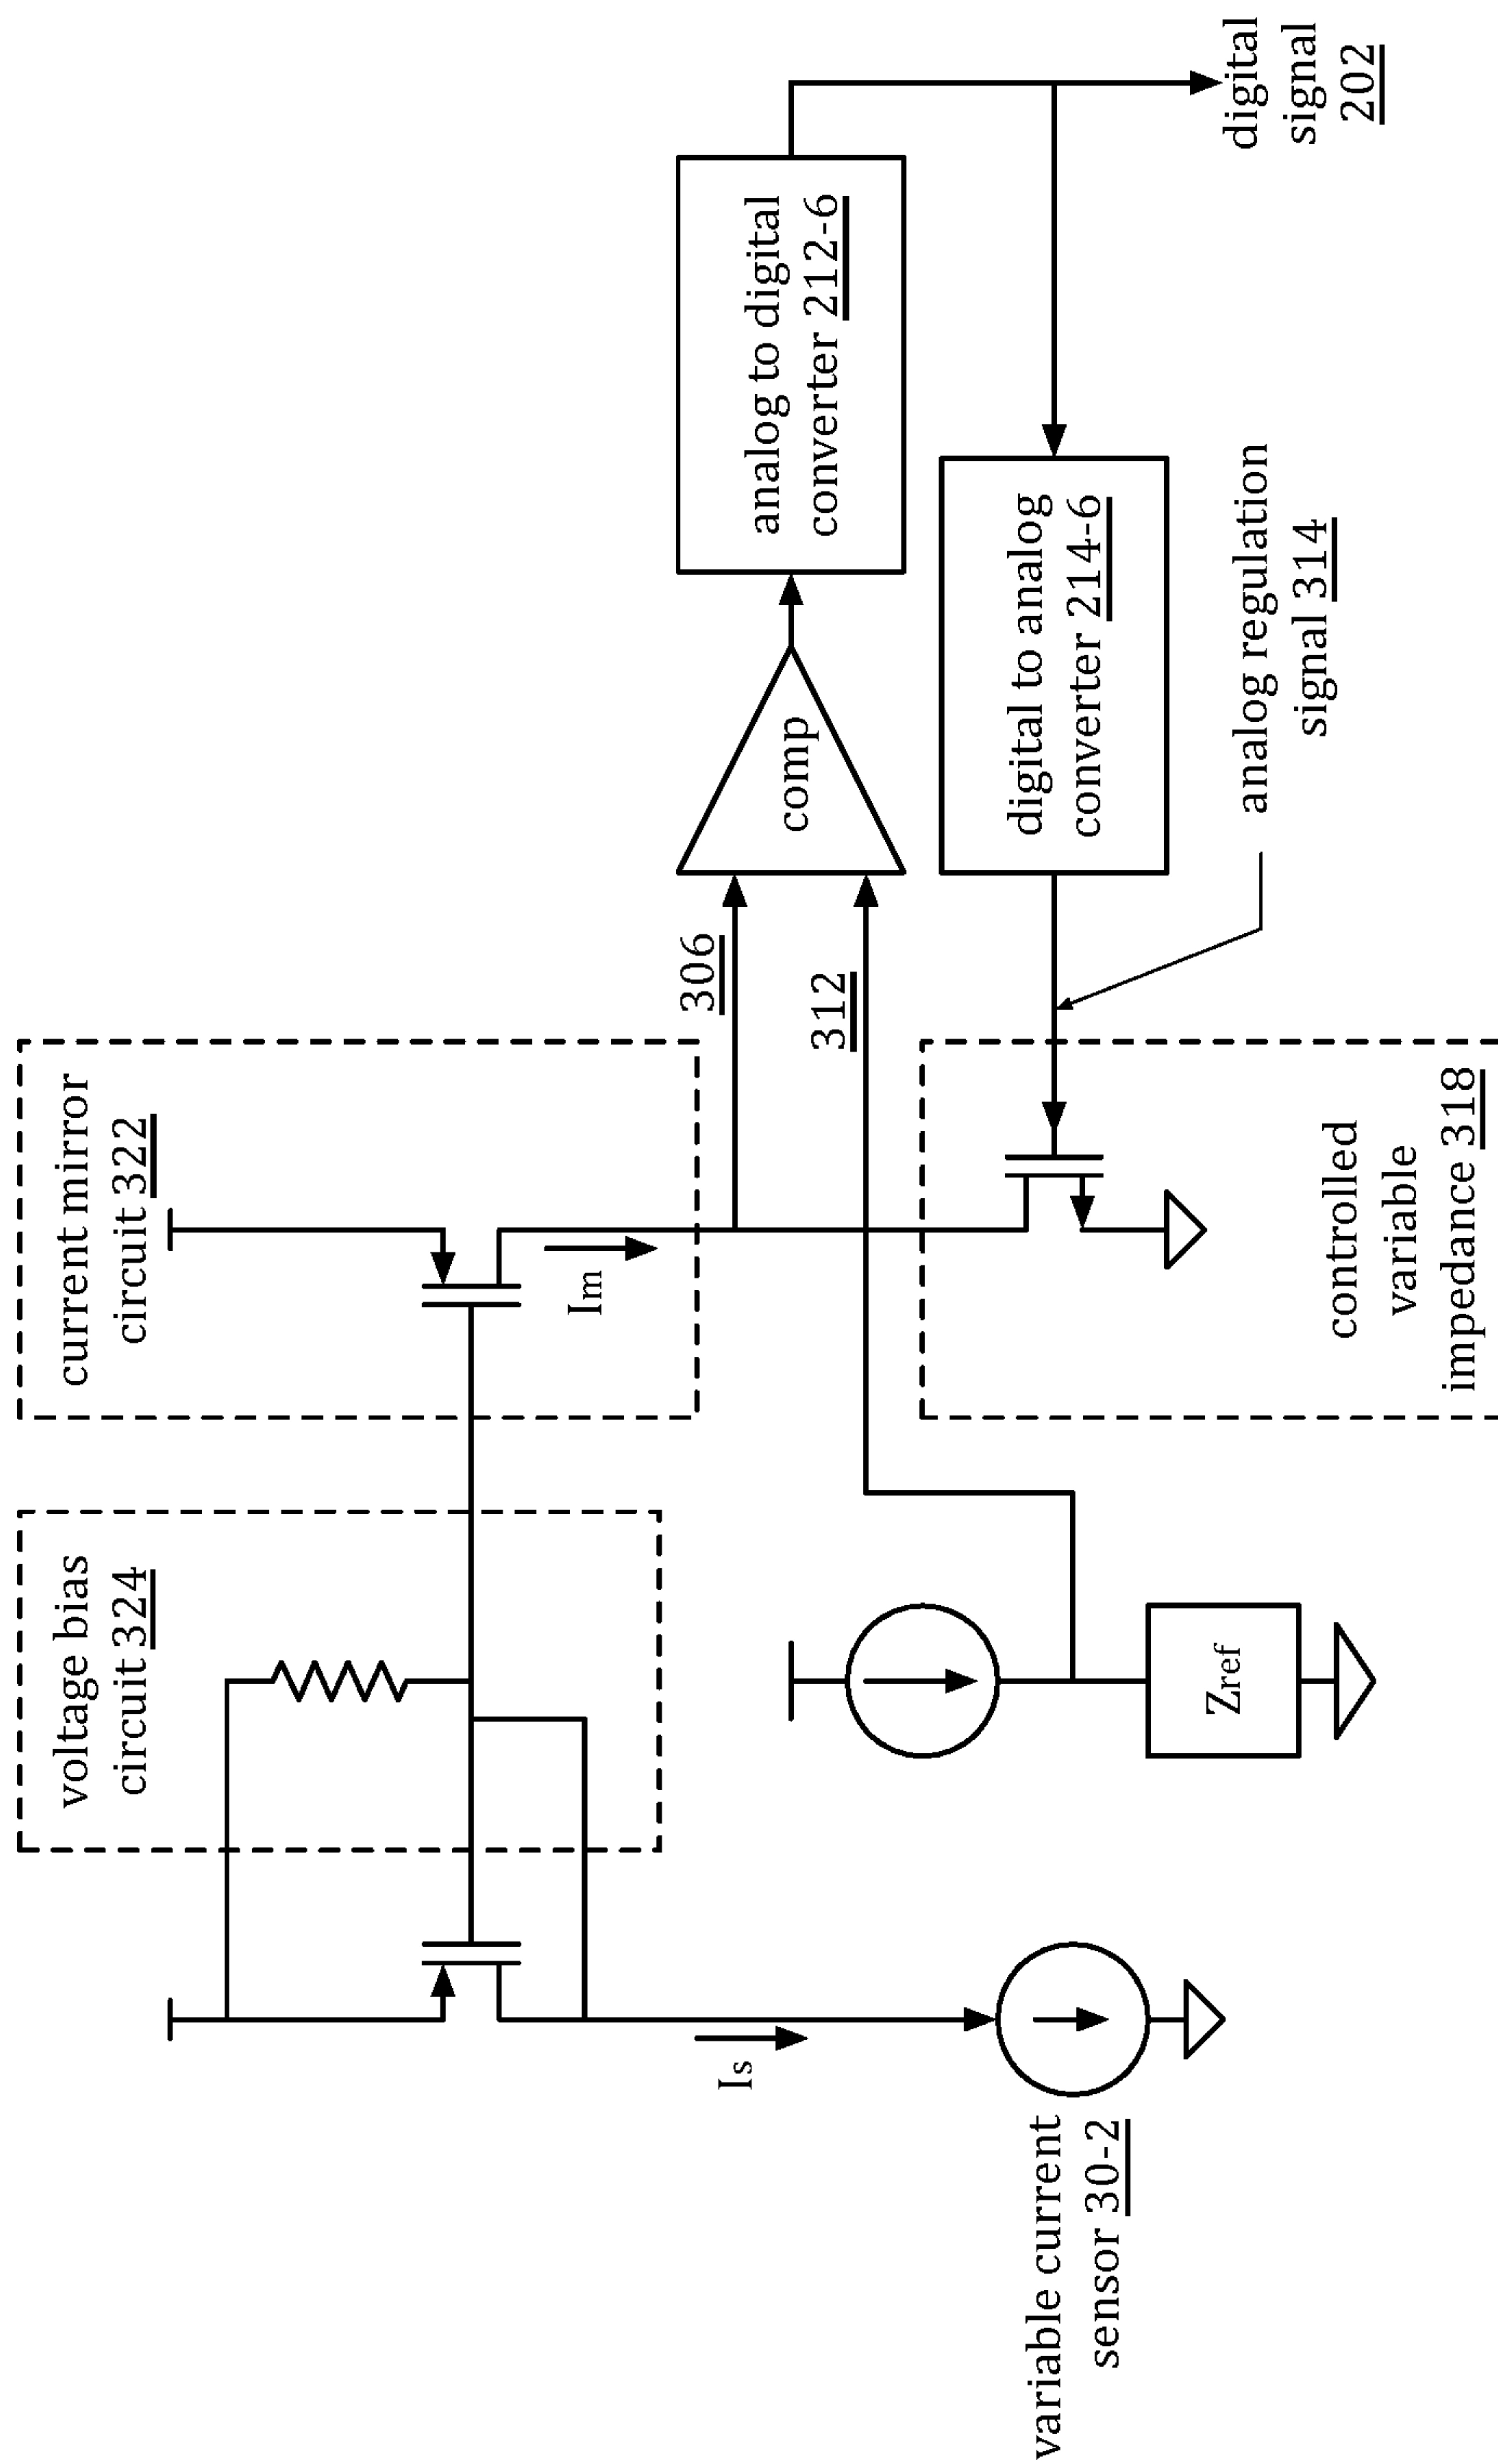 voltage bias
circuit 324
current mirror
circuit 322
Is
Im
306
312
comp
analog to digital
converter 212-6
digital to analog
converter 214-6
variable current
sensor 30-2
Zref
controlled
variable
impedance 318
analog regulation
signal 314
digital
signal
202